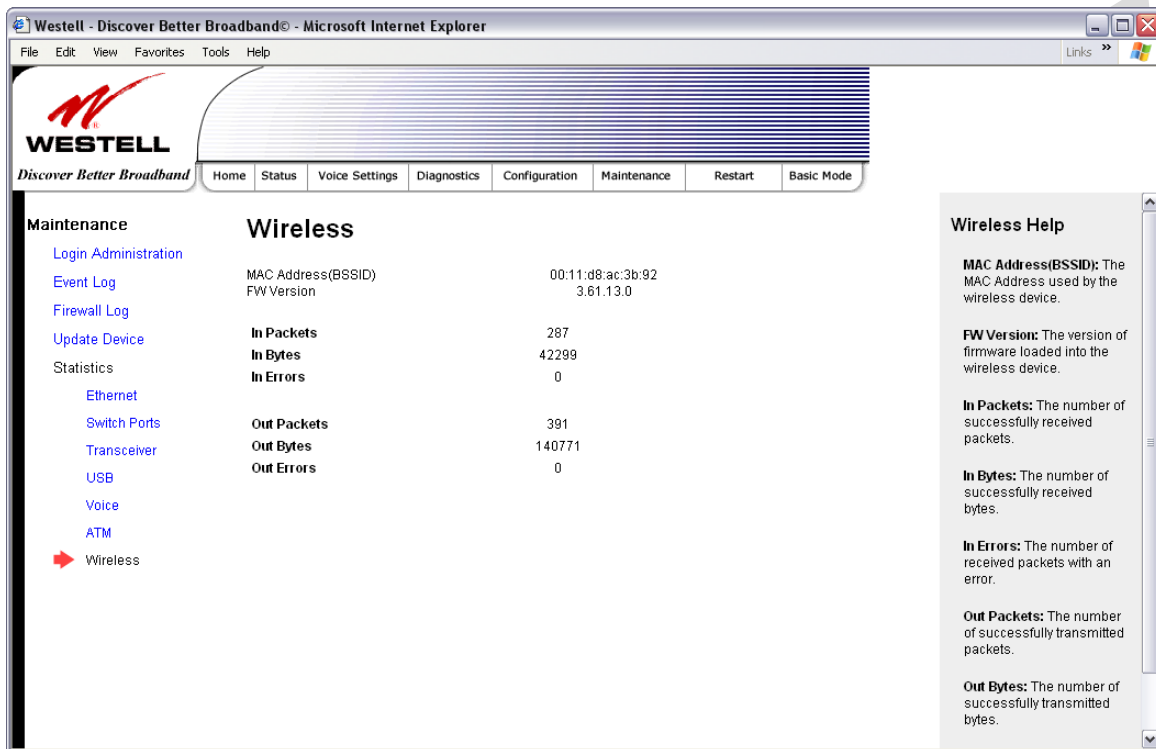 Westell - Discover Better Broadband© - Microsoft Internet Explorer
File Edit View Favorites Tools Help
Links »
WESTELL
Discover Better Broadband
Home Status Voice Settings Diagnostics Configuration Maintenance Restart Basic Mode
Maintenance
Login Administration
Event Log
Firewall Log
Update Device
Statistics
Ethernet
Switch Ports
Transceiver
USB
Voice
ATM
Wireless
Wireless
MAC Address(BSSID) 00:11:d8:ac:3b:92
FW Version 3.61.13.0
In Packets 287
In Bytes 42299
In Errors 0
Out Packets 391
Out Bytes 140771
Out Errors 0
Wireless Help
MAC Address(BSSID): The
MAC Address used by the
wireless device.
FW Version: The version of
firmware loaded into the
wireless device.
In Packets: The number of
successfully received
packets.
In Bytes: The number of
successfully received
bytes.
In Errors: The number of
received packets with an
error.
Out Packets: The number
of successfully transmitted
packets.
Out Bytes: The number of
successfully transmitted
bytes.